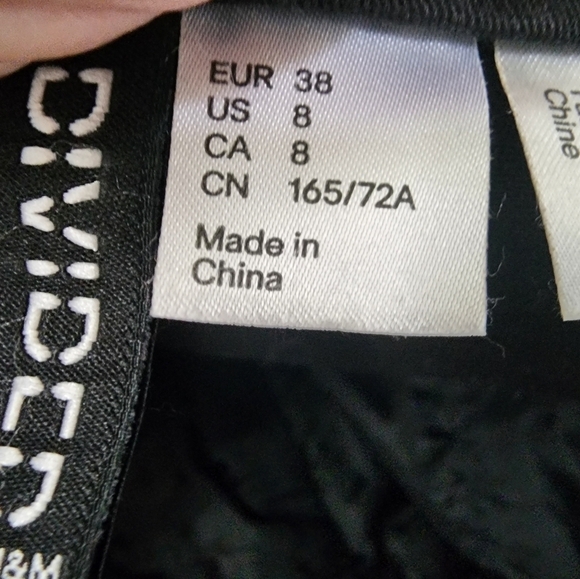 DIVIDED
H&M
EUR 38
US 8
CA 8
CN 165/72A
Made in
China
Chine